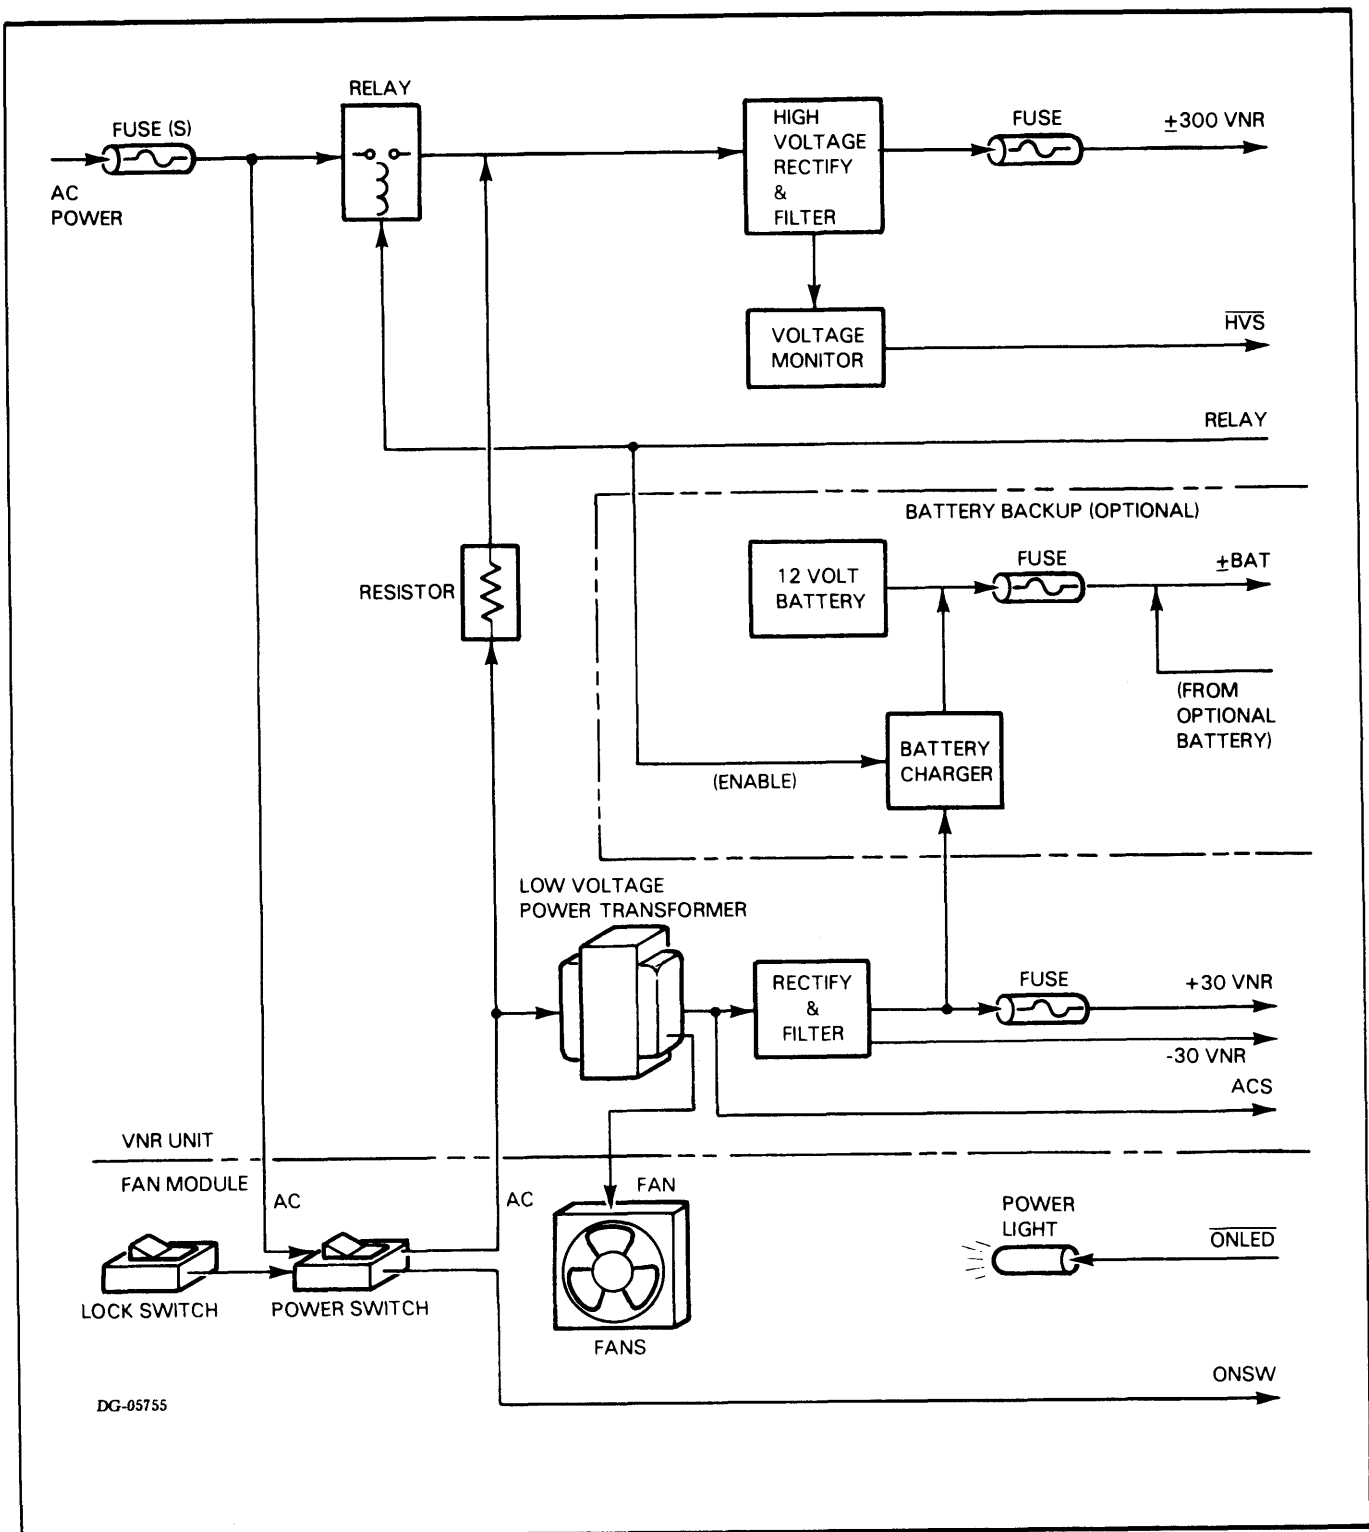 RELAY
FUSE (S)
AC
POWER
HIGH
VOLTAGE
RECTIFY
&
FILTER
FUSE
±300 VNR
VOLTAGE
MONITOR
HVS
RELAY
BATTERY BACKUP (OPTIONAL)
12 VOLT
BATTERY
FUSE
±BAT
RESISTOR
(FROM
OPTIONAL
BATTERY)
BATTERY
CHARGER
(ENABLE)
LOW VOLTAGE
POWER TRANSFORMER
RECTIFY
&
FILTER
FUSE
+30 VNR
-30 VNR
ACS
VNR UNIT
FAN MODULE
AC
AC
FAN
POWER
LIGHT
ONLED
LOCK SWITCH
POWER SWITCH
FANS
ONSW
DG-05755